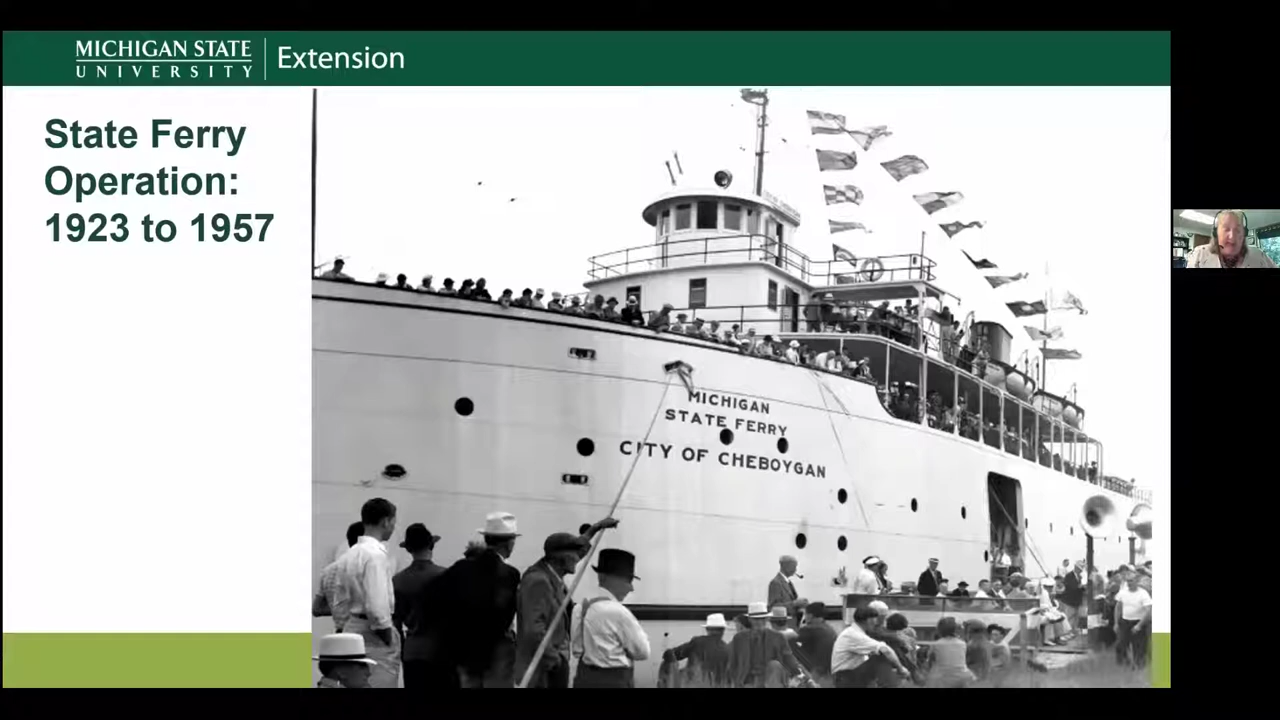 MICHIGAN STATE
UNIVERSITY
Extension
State Ferry
Operation:
1923 to 1957
MICHIGAN
STATE FERRY
CITY OF CHEBOYGAN